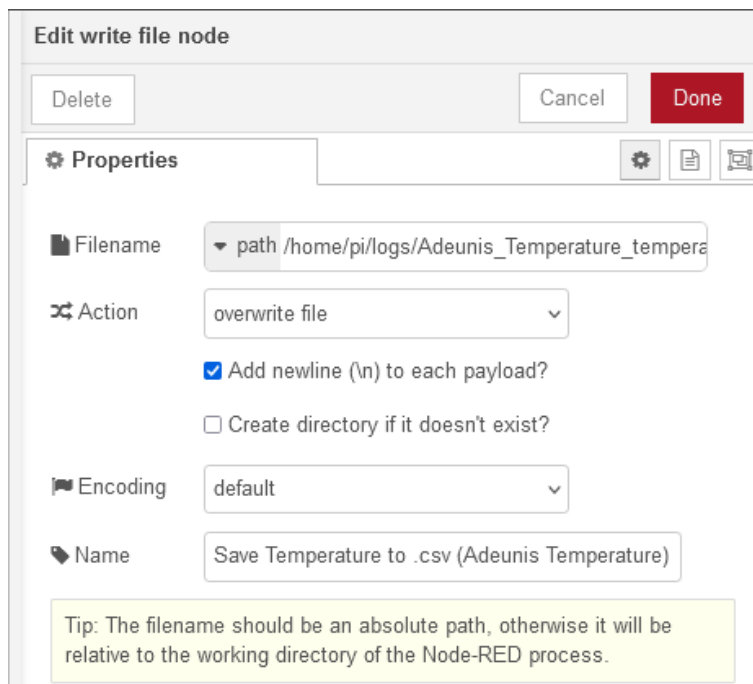 Edit write file node
Delete Cancel Done
Properties
Filename path /home/pi/logs/Adeunis_Temperature_tempera
Action overwrite file
Add newline (\n) to each payload?
Create directory if it doesn't exist?
Encoding default
Name Save Temperature to .csv (Adeunis Temperature)
Tip: The filename should be an absolute path, otherwise it will be
relative to the working directory of the Node-RED process.